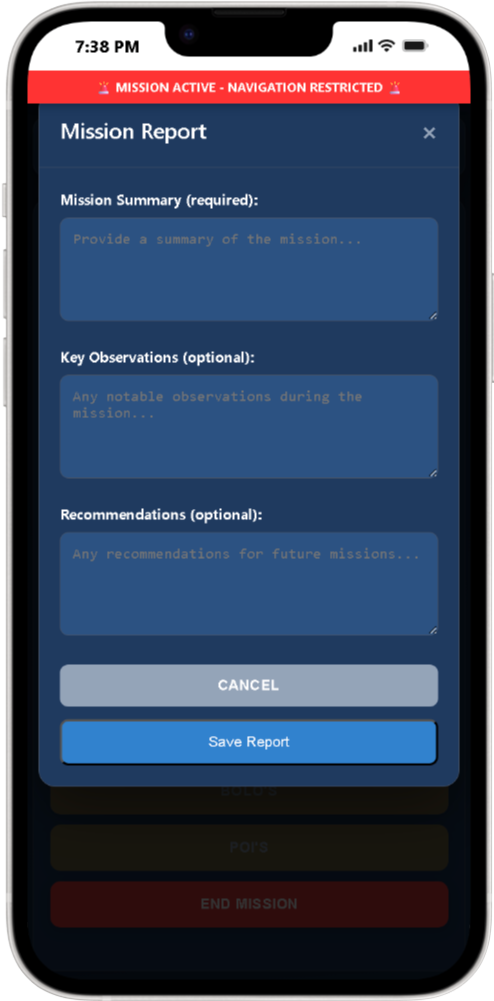 7:38 PM
🚨 MISSION ACTIVE - NAVIGATION RESTRICTED 🚨
Mission Report
×
Mission Summary (required):
Provide a summary of the mission...
Key Observations (optional):
Any notable observations during the
mission...
Recommendations (optional):
Any recommendations for future missions...
CANCEL
Save Report
BOLO'S
POI'S
END MISSION